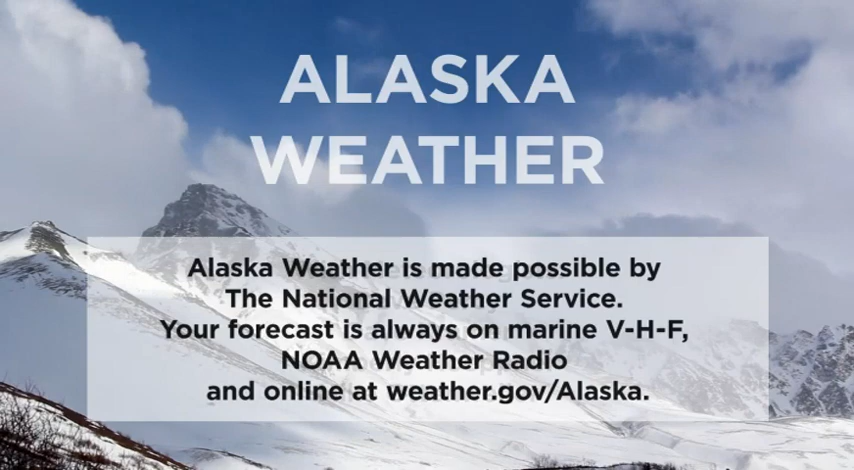 ALASKA
WEATHER
Alaska Weather is made possible by
The National Weather Service.
Your forecast is always on marine V-H-F,
NOAA Weather Radio
and online at weather.gov/Alaska.